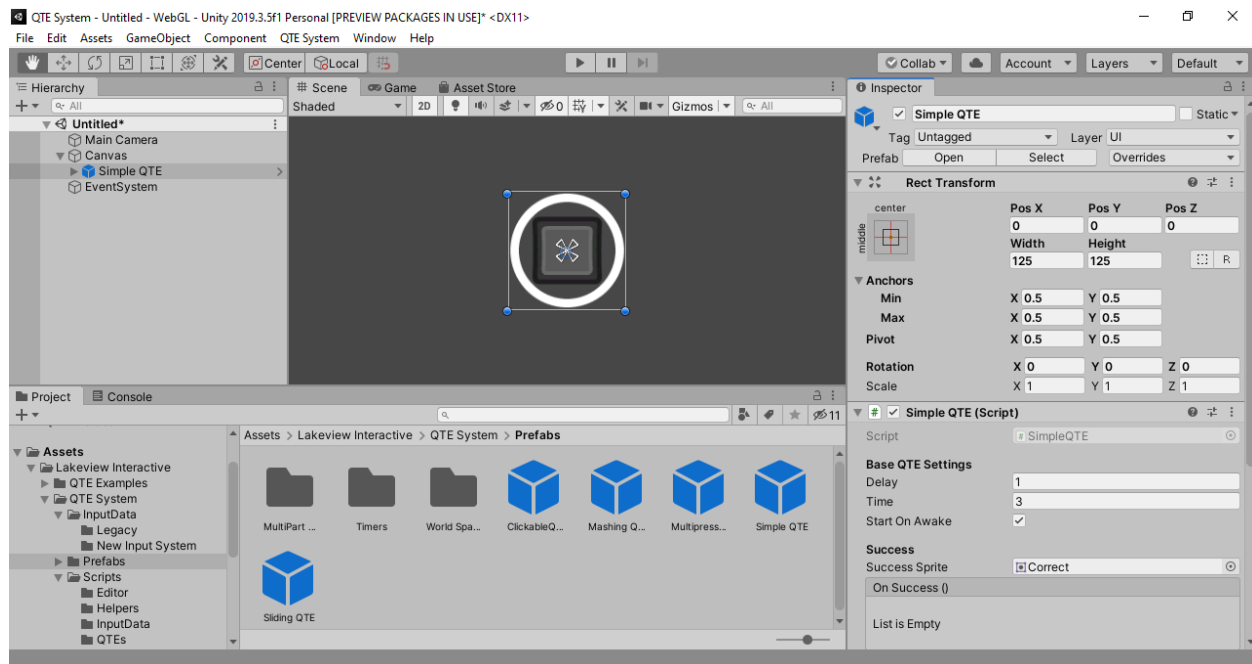 QTE System - Untitled - WebGL - Unity 2019.3.5f1 Personal [PREVIEW PACKAGES IN USE]* <DX11>
File Edit Assets GameObject Component QTE System Window Help
Center Local Collab Account Layers Default
Hierarchy
All
Untitled*
Main Camera
Canvas
Simple QTE
EventSystem
Scene Game Asset Store
Shaded 2D 0 Gizmos All
Inspector
Simple QTE Static
Tag Untagged Layer UI
Prefab Open Select Overrides
Rect Transform
center Pos X Pos Y Pos Z
middle 0 0 0
Width Height
125 125 R
Anchors
Min X 0.5 Y 0.5
Max X 0.5 Y 0.5
Pivot X 0.5 Y 0.5
Rotation X 0 Y 0 Z 0
Scale X 1 Y 1 Z 1
Simple QTE (Script)
Script # SimpleQTE
Base QTE Settings
Delay 1
Time 3
Start On Awake
Success
Success Sprite Correct
On Success ()
List is Empty
Project Console
11
Assets
Lakeview Interactive
QTE Examples
QTE System
InputData
Legacy
New Input System
Prefabs
Scripts
Editor
Helpers
InputData
QTEs
Assets > Lakeview Interactive > QTE System > Prefabs
MultiPart ... Timers World Spa... ClickableQ... Mashing Q... Multipress... Simple QTE
Sliding QTE